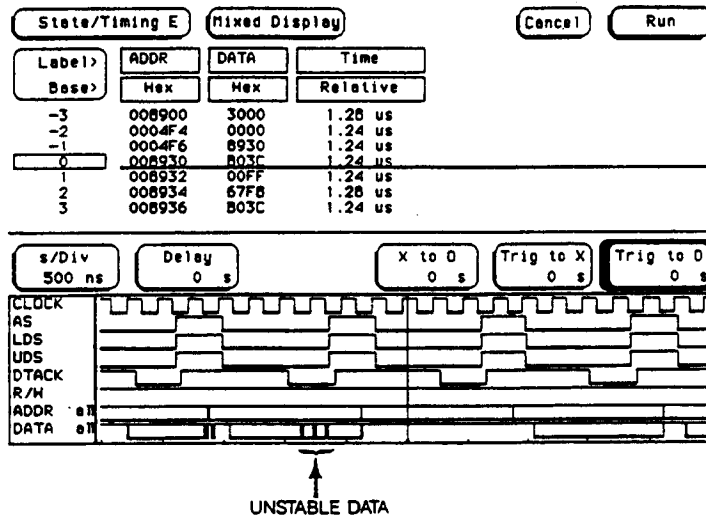 State/Timing E Mixed Display Cancel Run
Label> ADDR DATA Time
Base> Hex Hex Relative
-3 008900 3000 1.28 us
-2 0004F4 0000 1.24 us
-1 0004F6 8930 1.24 us
0 008930 B03C 1.24 us
1 008932 00FF 1.24 us
2 008934 67F8 1.28 us
3 008936 B03C 1.24 us
s/Div Delay X to O Trig to X Trig to O
500 ns 0 s 0 s 0 s 0 s
CLOCK
AS
LDS
UDS
DTACK
R/W
ADDR all
DATA all
UNSTABLE DATA